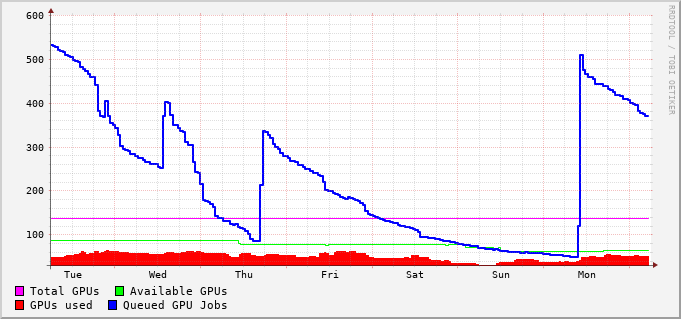 600
500
400
300
200
100
Tue Wed Thu Fri Sat Sun Mon
Total GPUs Available GPUs
GPUs used Queued GPU Jobs
RRDTOOL / TOBI OETIKER